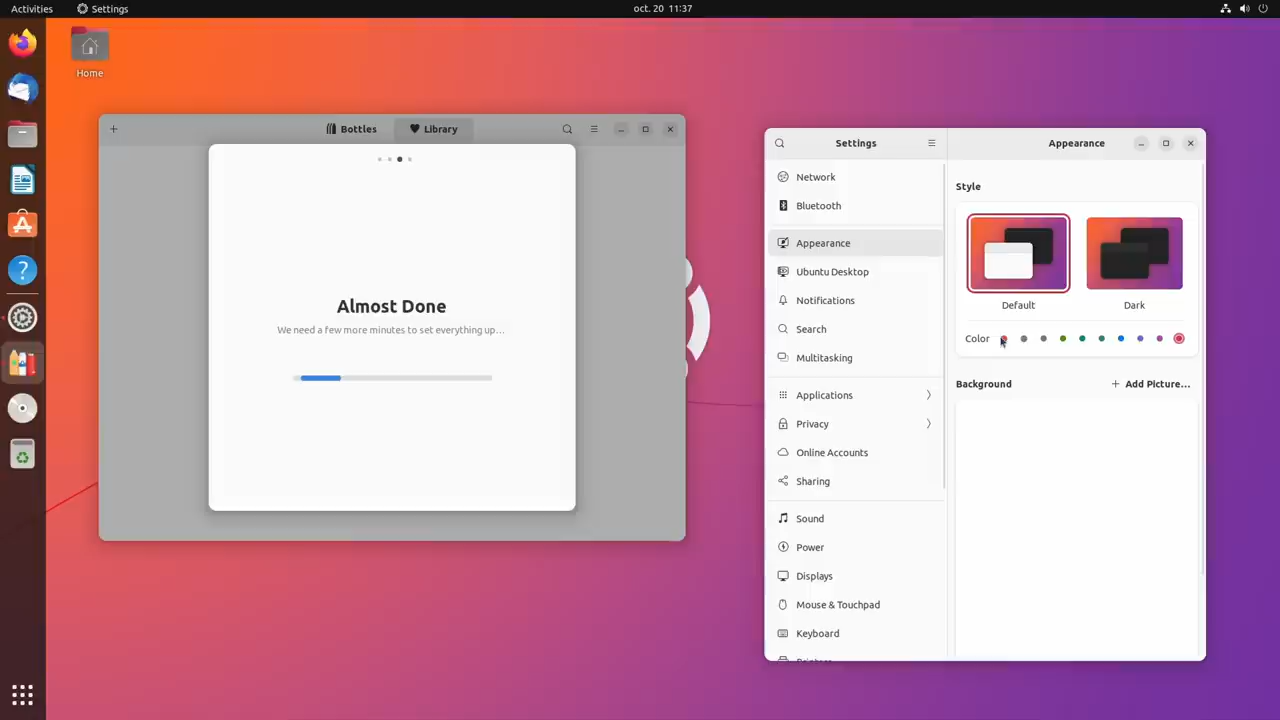 Activities
Settings
oct. 20 11:37
Home
Bottles
Library
Almost Done
We need a few more minutes to set everything up…
Settings
Network
Bluetooth
Appearance
Ubuntu Desktop
Notifications
Search
Multitasking
Applications
Privacy
Online Accounts
Sharing
Sound
Power
Displays
Mouse & Touchpad
Keyboard
Printers
Appearance
Style
Default
Dark
Color
Background
Add Picture…